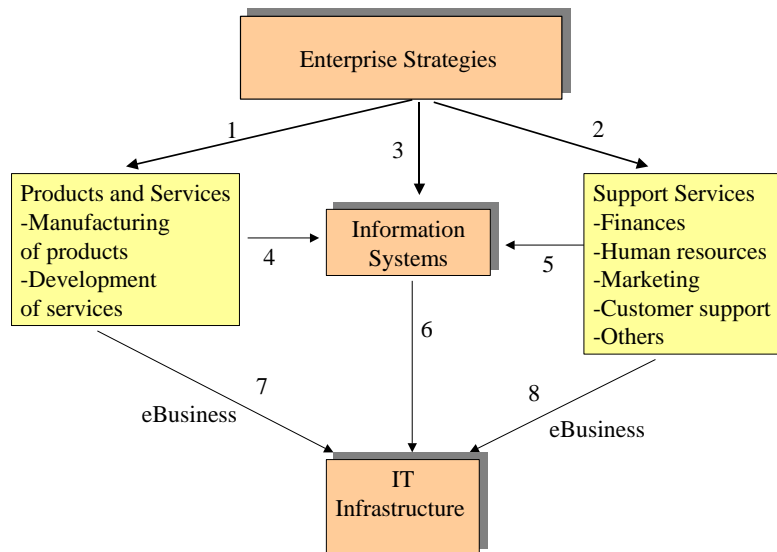 Enterprise Strategies
1
2
3
Products and Services
-Manufacturing
of products
-Development
of services
Information
Systems
Support Services
-Finances
-Human resources
-Marketing
-Customer support
-Others
4
5
6
7
8
eBusiness
eBusiness
IT
Infrastructure